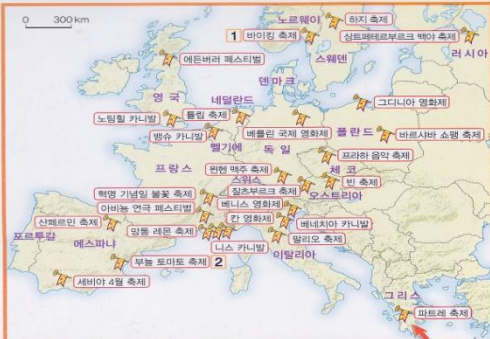 0 300 km
노르웨이
하지 축제
1 바이킹 축제
상트페테르부르크 백야 축제
러시아
스웨덴
에든버러 페스티벌
덴마크
영국
네덜란드
그디니아 영화제
노팅힐 카니발
튤립 축제
뱅슈 카니발
베를린 국제 영화제
폴란드
바르샤바 쇼팽 축제
벨기에
독일
프라하 음악 축제
체코
프랑스
뮌헨 맥주 축제
스위스
잘츠부르크 축제
빈 축제
오스트리아
혁명 기념일 불꽃 축제
베니스 영화제
아비뇽 연극 페스티벌
칸 영화제
베네치아 카니발
산페르민 축제
망통 레몬 축제
팔리오 축제
포르투갈
에스파냐
니스 카니발
이탈리아
부뇰 토마토 축제 2
세비야 4월 축제
그리스
파트레 축제